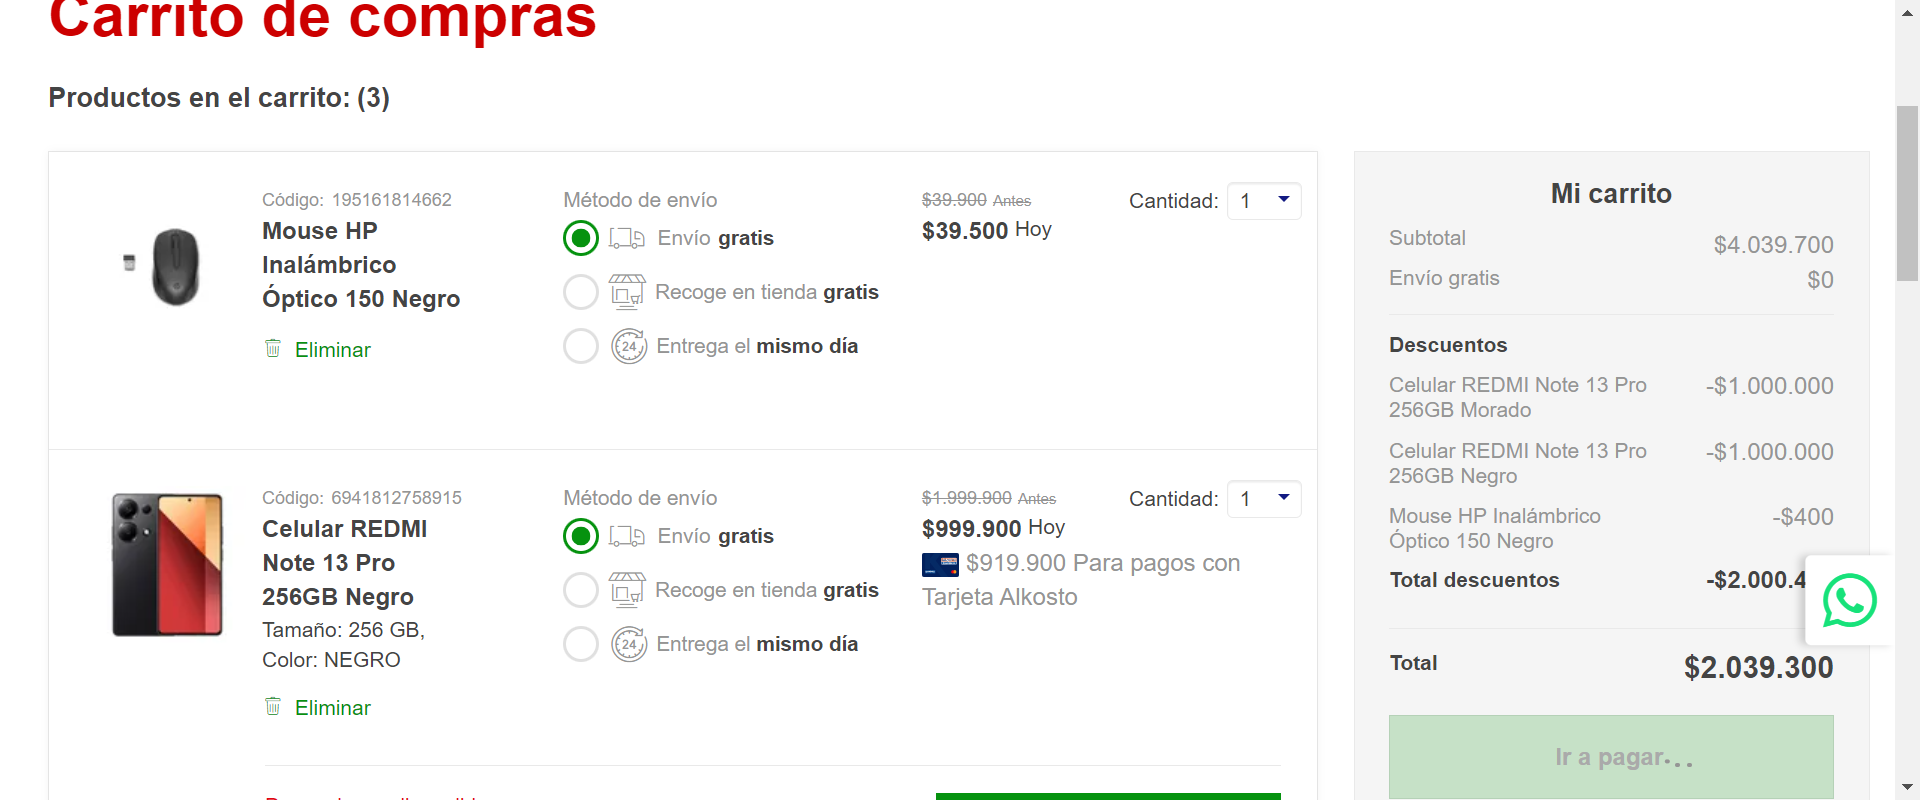 Carrito de compras
Productos en el carrito: (3)
Código: 195161814662
Mouse HP
Inalámbrico
Óptico 150 Negro
Eliminar
Método de envío
Envío gratis
Recoge en tienda gratis
24
Entrega el mismo día
$39.900 Antes
$39.500 Hoy
Cantidad: 1
Código: 6941812758915
Celular REDMI
Note 13 Pro
256GB Negro
Tamaño: 256 GB,
Color: NEGRO
Eliminar
Método de envío
Envío gratis
Recoge en tienda gratis
24
Entrega el mismo día
$1.999.900 Antes
$999.900 Hoy
$919.900 Para pagos con
Tarjeta Alkosto
Cantidad: 1
Mi carrito
Subtotal $4.039.700
Envío gratis $0
Descuentos
Celular REDMI Note 13 Pro -$1.000.000
256GB Morado
Celular REDMI Note 13 Pro -$1.000.000
256GB Negro
Mouse HP Inalámbrico -$400
Óptico 150 Negro
Total descuentos -$2.000.4
Total $2.039.300
Ir a pagar...